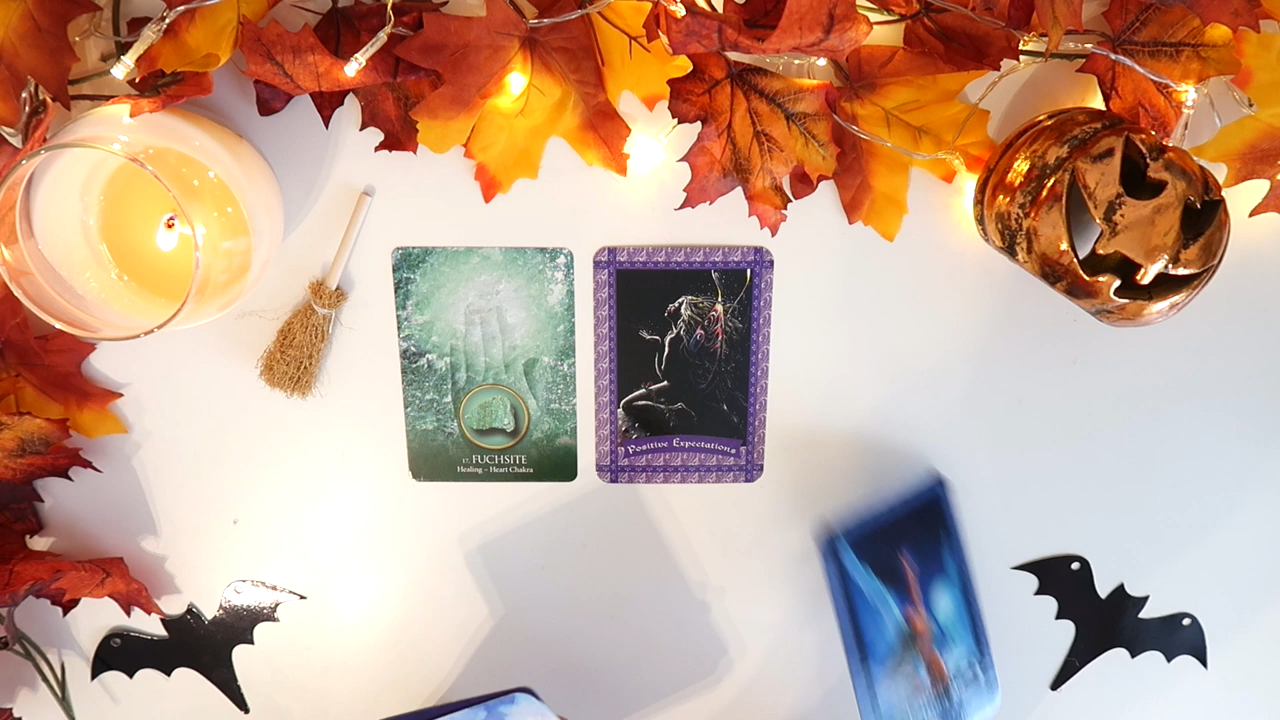 17. FUCHSITE
Healing – Heart Chakra
Positive Expectations